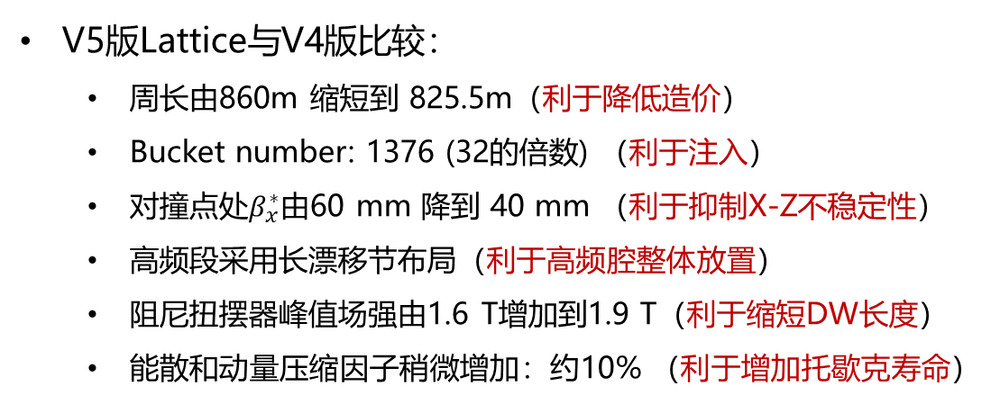 • V5版Lattice与V4版比较：
• 周长由860m 缩短到 825.5m（利于降低造价）
• Bucket number: 1376 (32的倍数) （利于注入）
• 对撞点处βₓ*由60 mm 降到 40 mm （利于抑制X-Z不稳定性）
• 高频段采用长漂移节布局（利于高频腔整体放置）
• 阻尼扭摆器峰值场强由1.6 T增加到1.9 T（利于缩短DW长度）
• 能散和动量压缩因子稍微增加：约10% （利于增加托歇克寿命）